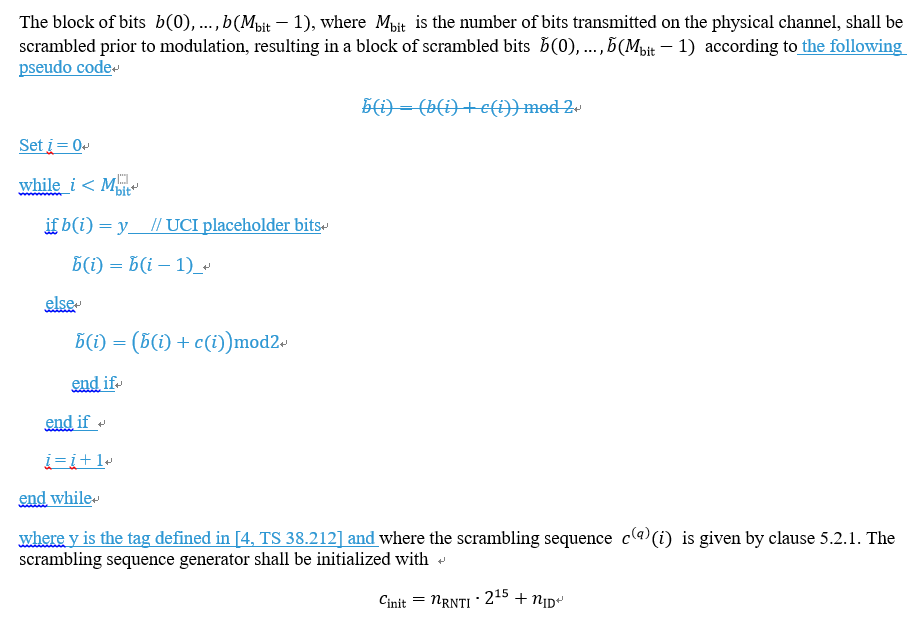 The block of bits b(0), …, b(M_bit − 1), where M_bit is the number of bits transmitted on the physical channel, shall be
scrambled prior to modulation, resulting in a block of scrambled bits b̃(0), …, b̃(M_bit − 1) according to the following
pseudo code
b̃(i) = (b(i) + c(i)) mod 2
Set i = 0
while i < M_bit
if b(i) = y // UCI placeholder bits
b̃(i) = b̃(i − 1)
else
b̃(i) = (b̃(i) + c(i))mod2
end if
end if
i = i + 1
end while
where y is the tag defined in [4, TS 38.212] and where the scrambling sequence c^(q)(i) is given by clause 5.2.1. The
scrambling sequence generator shall be initialized with
c_init = n_RNTI · 2^15 + n_ID